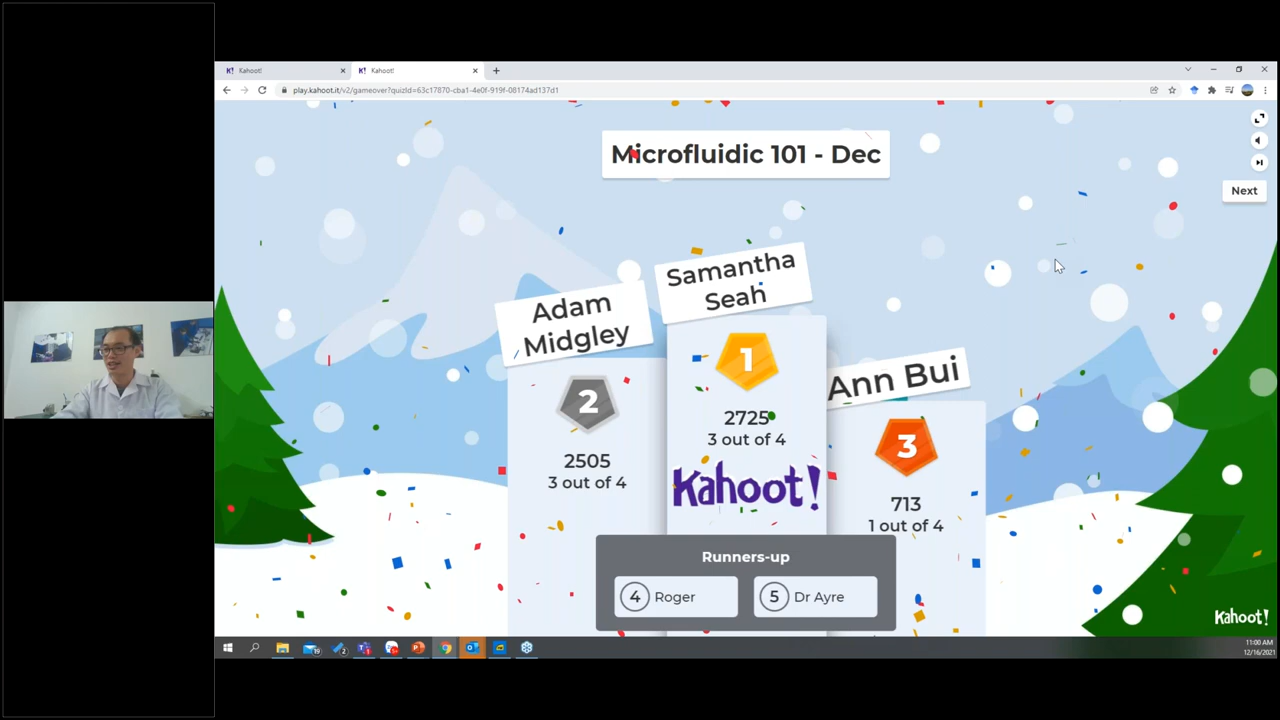 Kahoot!
Kahoot!
play.kahoot.it/v2/gameover?quizId=63c17870-cba1-4e0f-919f-08174ad137d1
Microfluidic 101 - Dec
Next
Samantha
Seah
Adam
Midgley
Ann Bui
1
2725
3 out of 4
2
2505
3 out of 4
3
713
1 out of 4
Kahoot!
Runners-up
4 Roger
5 Dr Ayre
Kahoot!
11:00 AM
12/16/2021